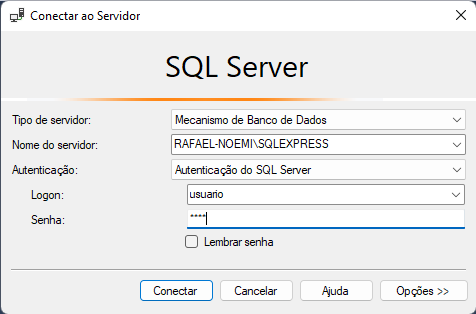 Conectar ao Servidor
SQL Server
Tipo de servidor: Mecanismo de Banco de Dados
Nome do servidor: RAFAEL-NOEMI\SQLEXPRESS
Autenticação: Autenticação do SQL Server
Logon: usuario
Senha: ****
Lembrar senha
Conectar Cancelar Ajuda Opções >>